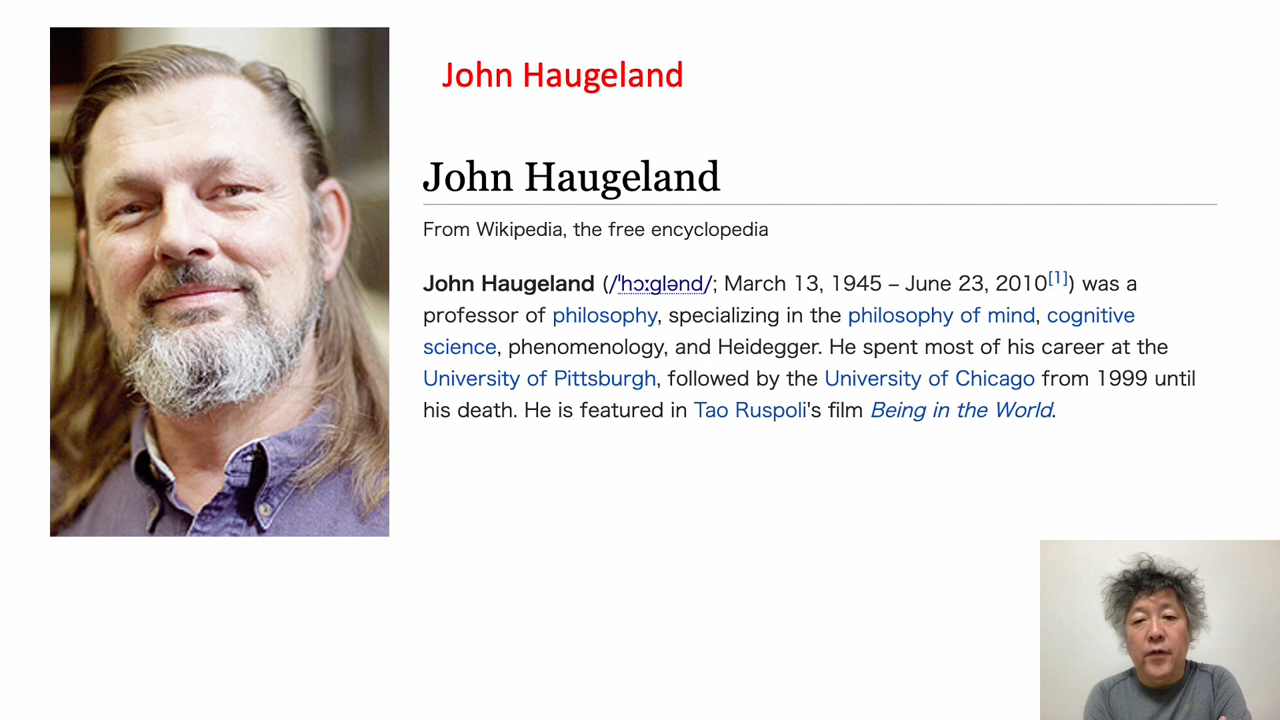 John Haugeland
John Haugeland
From Wikipedia, the free encyclopedia
John Haugeland (/ˈhɔːɡlənd/; March 13, 1945 – June 23, 2010[1]) was a
professor of philosophy, specializing in the philosophy of mind, cognitive
science, phenomenology, and Heidegger. He spent most of his career at the
University of Pittsburgh, followed by the University of Chicago from 1999 until
his death. He is featured in Tao Ruspoli's film Being in the World.